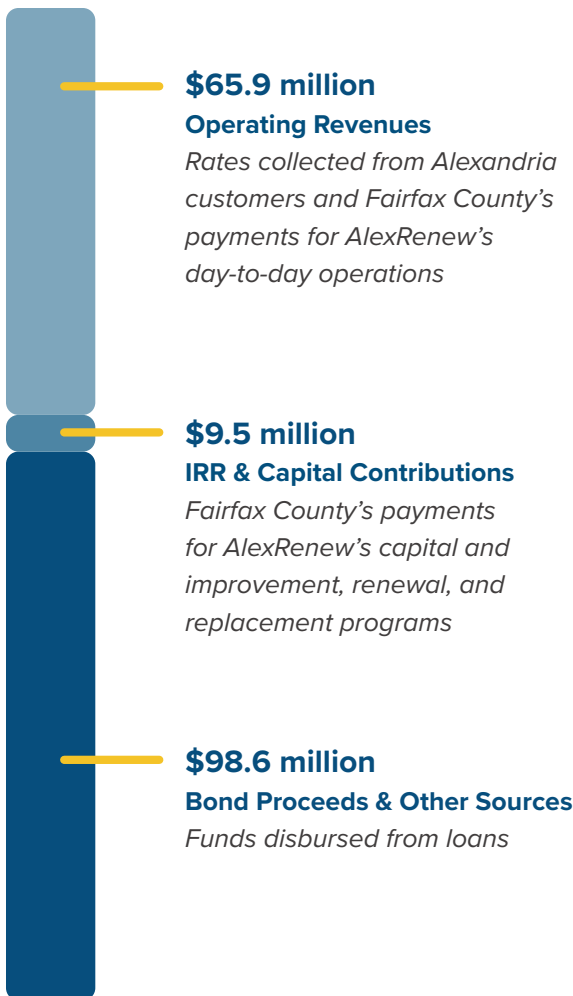 $65.9 million
Operating Revenues
Rates collected from Alexandria
customers and Fairfax County’s
payments for AlexRenew’s
day-to-day operations
$9.5 million
IRR & Capital Contributions
Fairfax County’s payments
for AlexRenew’s capital and
improvement, renewal, and
replacement programs
$98.6 million
Bond Proceeds & Other Sources
Funds disbursed from loans